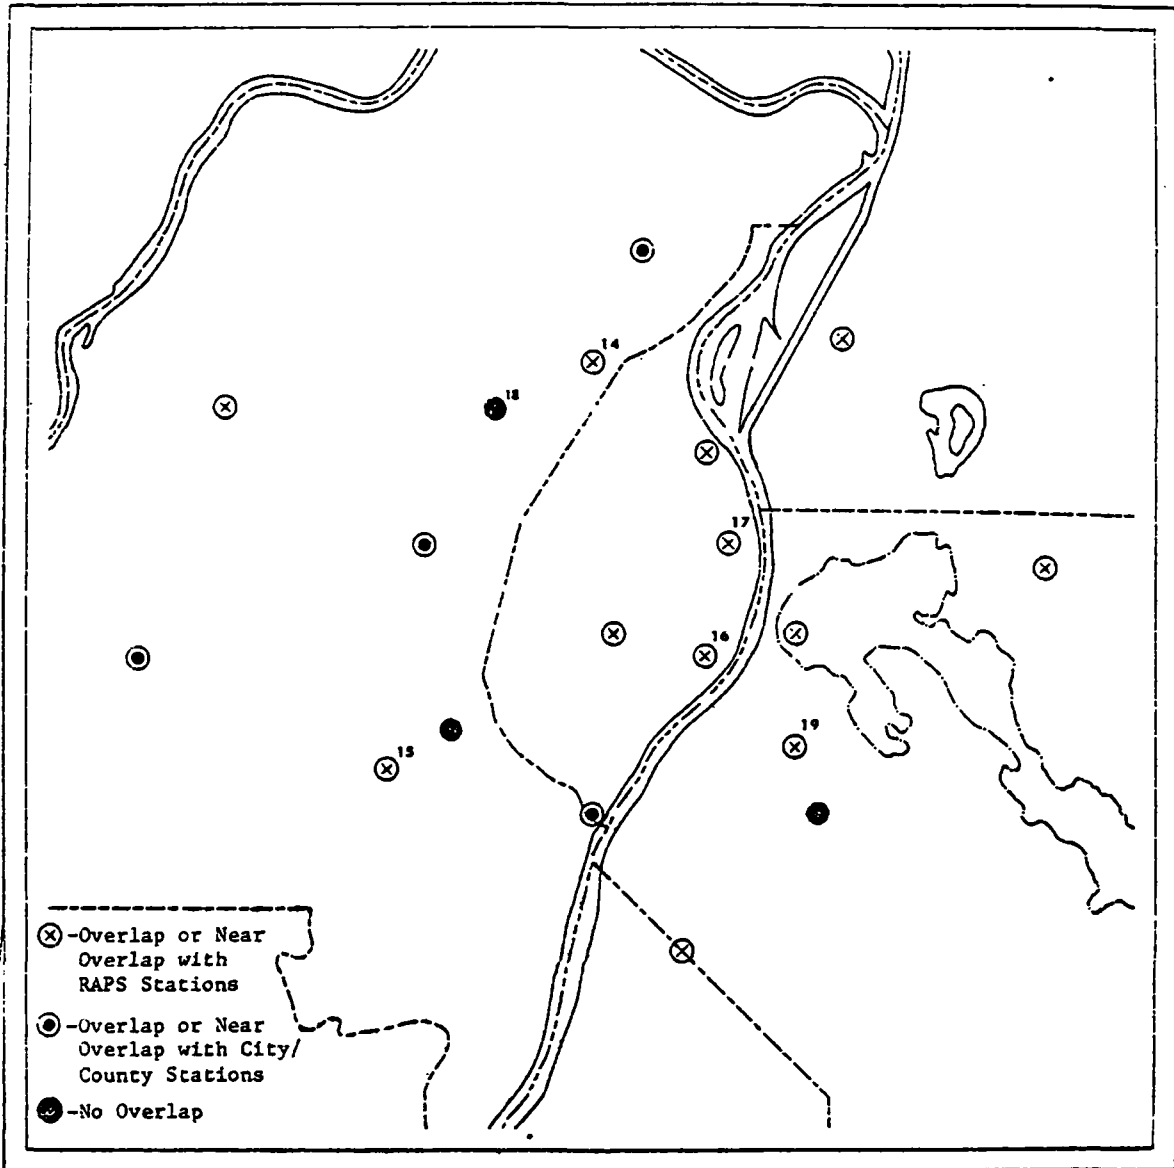 14
18
17
16
19
15
-Overlap or Near
Overlap with
RAPS Stations
-Overlap or Near
Overlap with City/
County Stations
-No Overlap